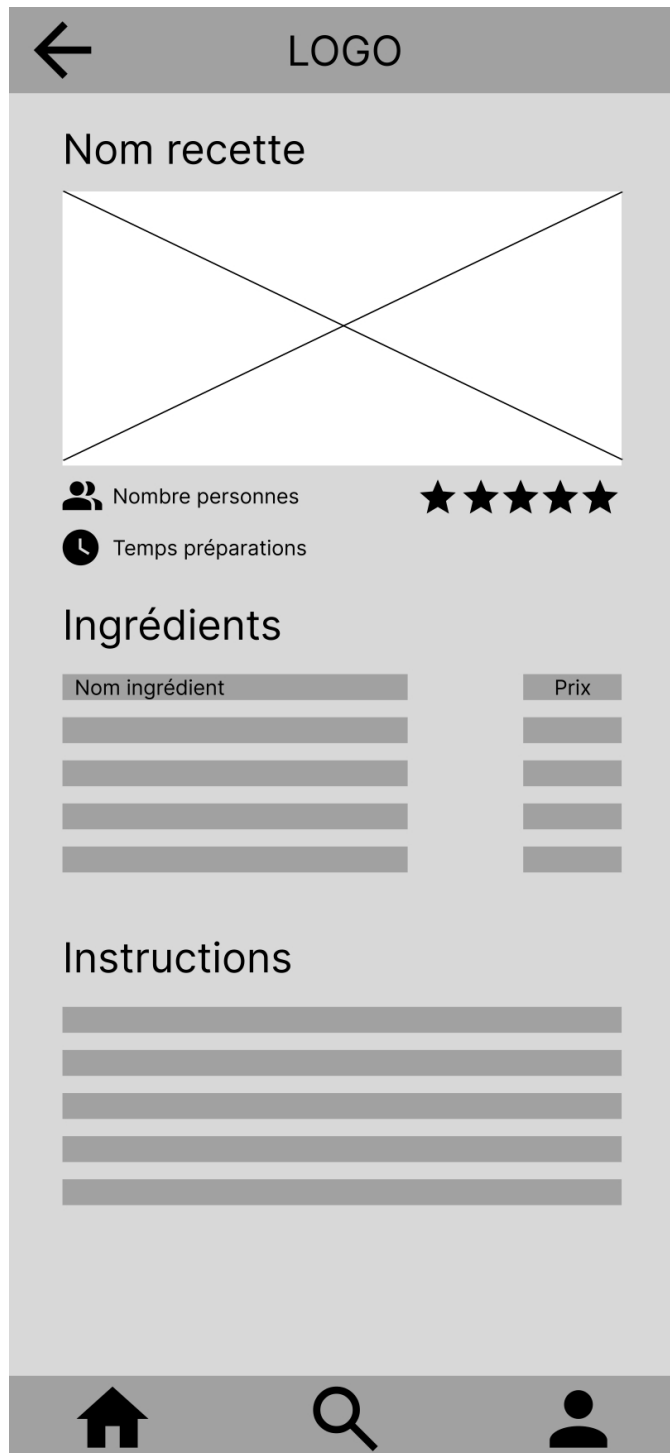 LOGO
Nom recette
Nombre personnes
Temps préparations
Ingrédients
Nom ingrédient Prix
Instructions